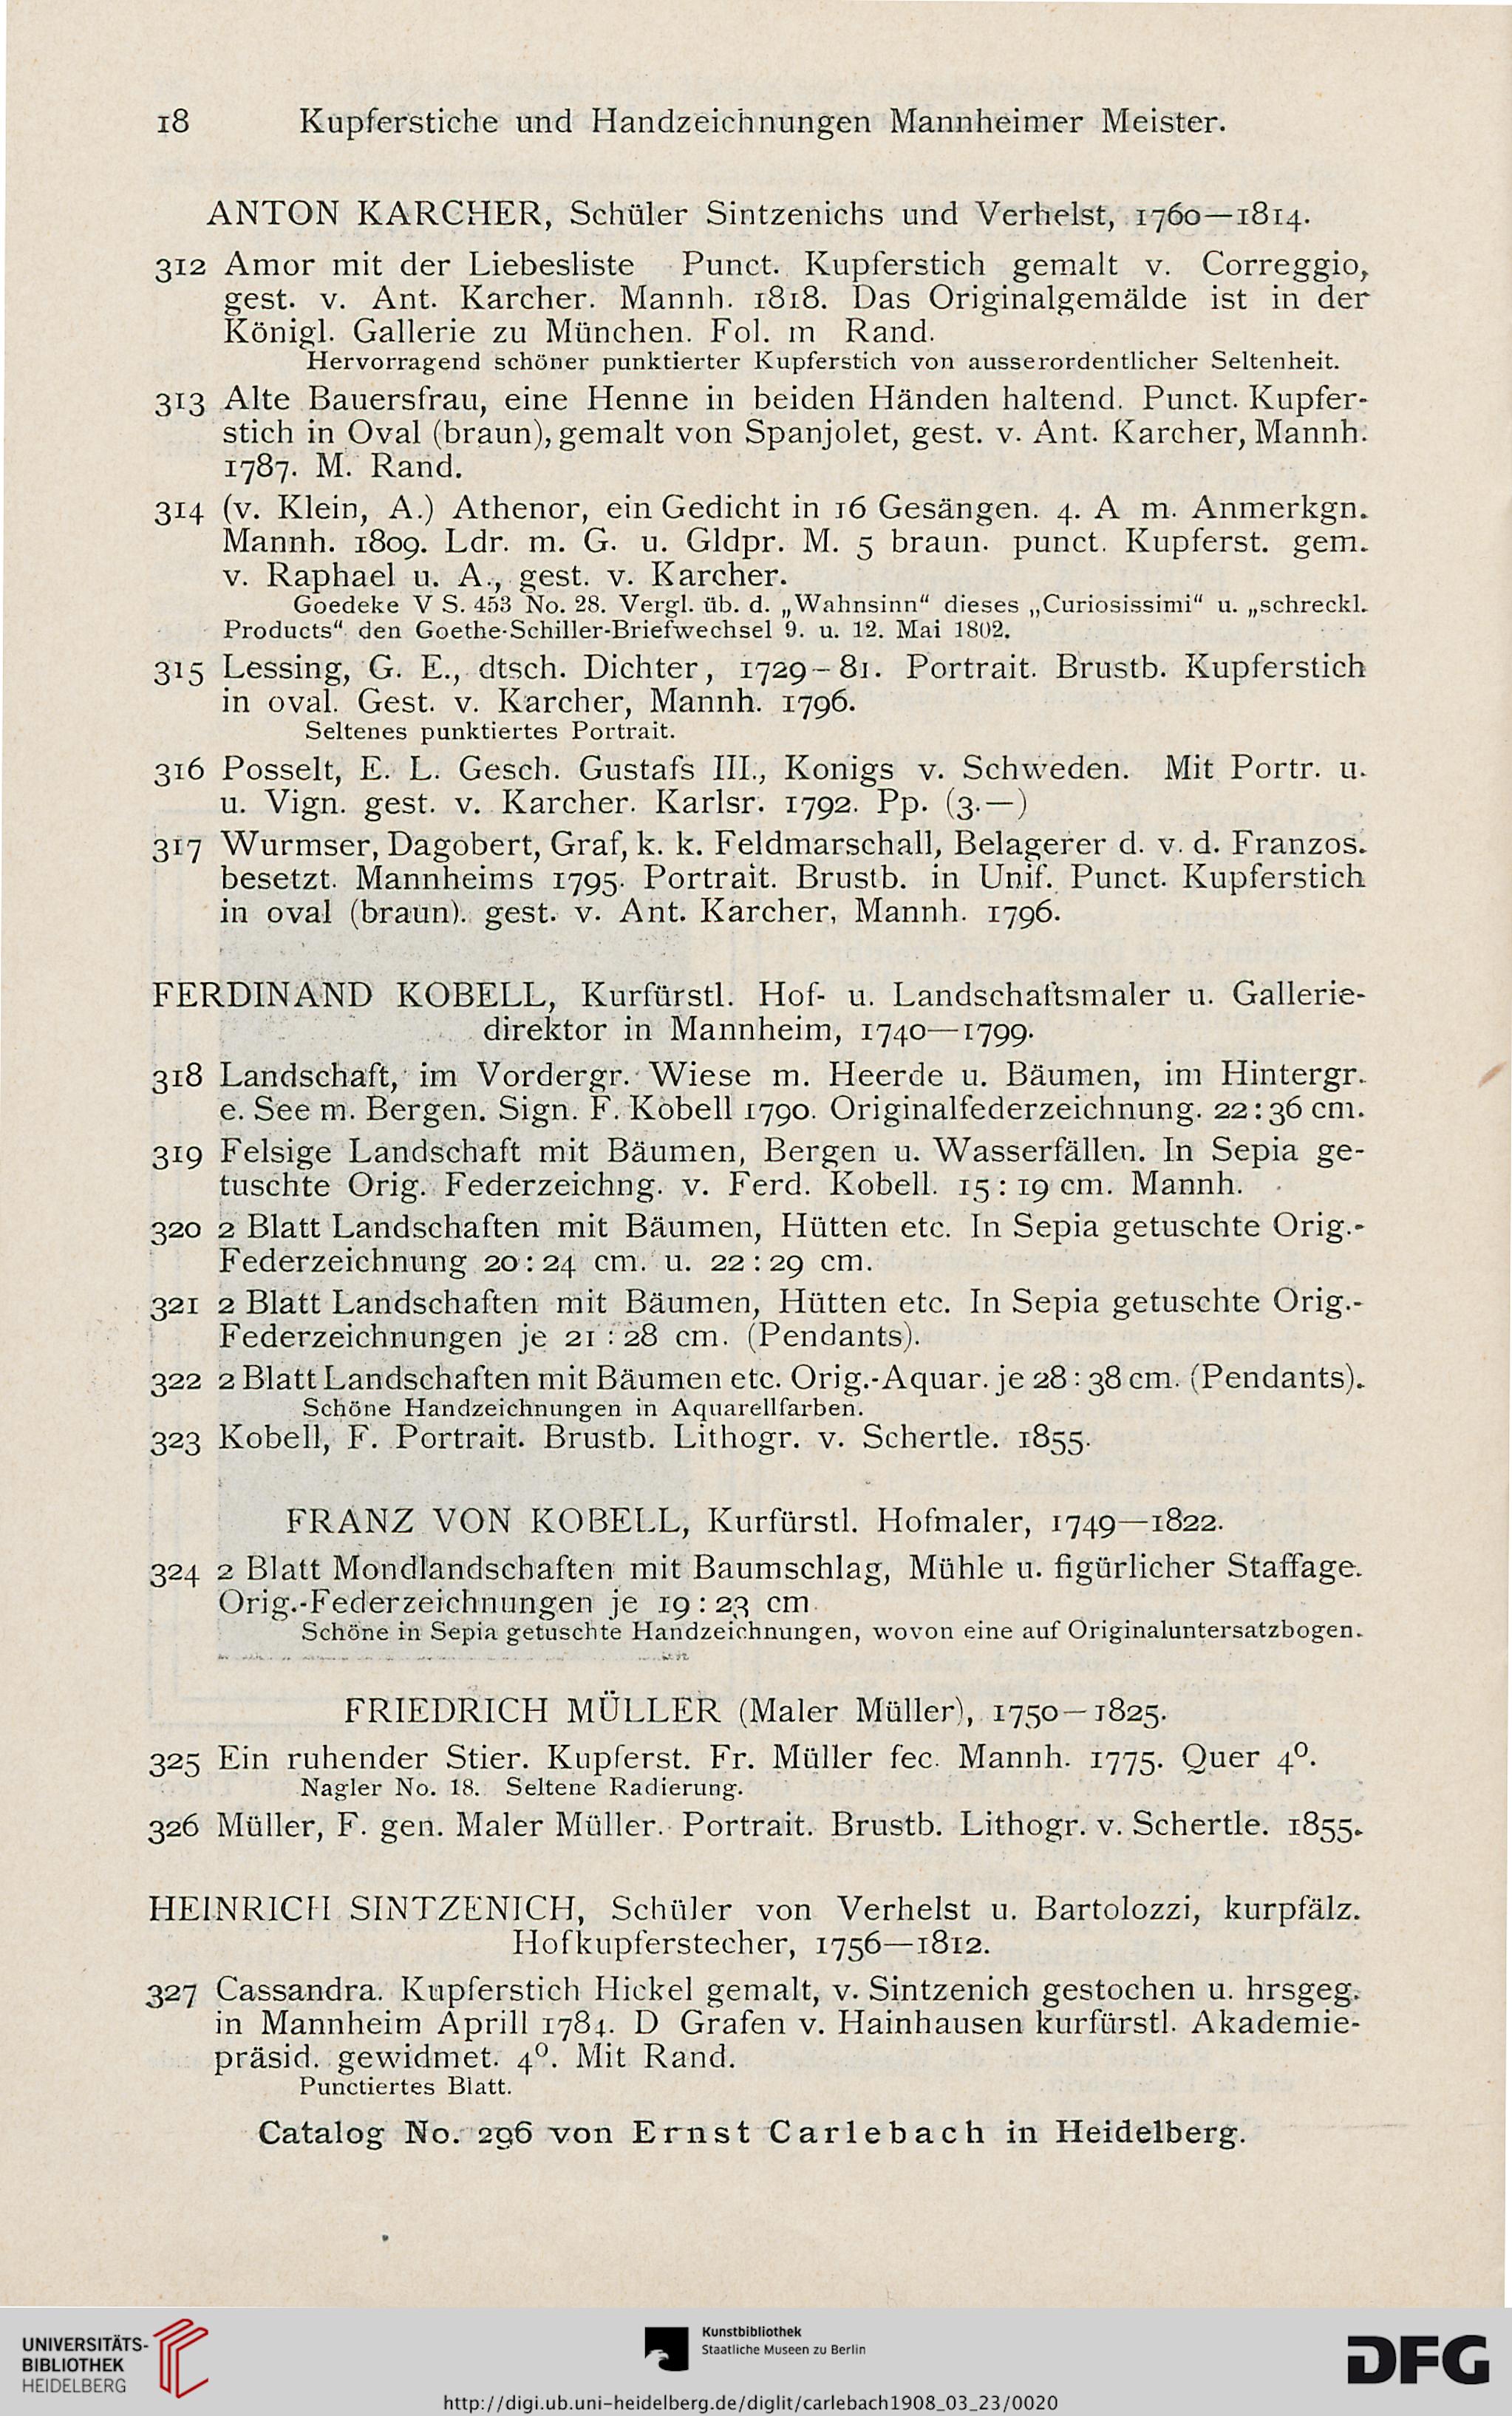 18 Kupferstiche und Handzeichnungen Mannheimer Meister.
ANTON KARCHER, Schüler Sintzenichs und Verhelst, 1760—1814.
312 Amor mit der Liebesliste Punct. Kupferstich gemalt v. Correggio,
gest. v. Ant. Karcher. Mannh. 1818. Das Originalgemälde ist in der
Königl. Gallerie zu München. Fol. m Rand.
Hervorragend schöner punktierter Kupferstich von ausserordentlicher Seltenheit.
313 Alte Bauersfrau, eine Henne in beiden Händen haltend. Punct. Kupfer-
stich in Oval (braun), gemalt von Spanjolet, gest. v. Ant. Karcher, Mannh.
1787. M. Rand.
314 (v. Klein, A.) Athenor, ein Gedicht in 16 Gesängen. 4. A m. Anmerkgn.
Mannh. 1809. Ldr. m. G. u. Gldpr. M. 5 braun. punct. Kupferst. gem.
v. Raphael u. A., gest. v. Karcher.
Goedeke V S. 453 No. 28. Vergl. üb. d. „Wahnsinn“ dieses „Curiosissimi“ u. „schreckl.
Products“ den Goethe-Schiller-Briefwechsel 9. u. 12. Mai 1802.
315 Lessing, G. E., dtsch. Dichter, 1729-81. Portrait. Brustb. Kupferstich
in oval. Gest. v. Karcher, Mannh. 1796.
Seltenes punktiertes Portrait.
316 Posselt, E. L. Gesch. Gustafs III., Konigs v. Schweden. Mit Portr. u.
u. Vign. gest. v. Karcher. Karlsr. 1792. Pp. (3.—)
317 Wurmser, Dagobert, Graf, k. k. Feldmarschall, Belagerer d. v. d. Franzos.
besetzt. Mannheims 1795. Portrait. Brustb. in Unif. Punct. Kupferstich
in oval (braun). gest. v. Ant. Karcher, Mannh. 1796.
FERDINAND KOBELL, Kurfürstl. Hof- u. Landschaftsmaler u. Gallerie-
direktor in Mannheim, 1740—1799.
318 Landschaft, im Vordergr. Wiese m. Heerde u. Bäumen, im Hintergr.
e. See m. Bergen. Sign. F. Kobell 1790. Originalfederzeichnung. 22:36 cm.
319 Felsige Landschaft mit Bäumen, Bergen u. Wasserfällen. In Sepia ge-
tuschte Orig. Federzeichng. v. Ferd. Kobell. 15:19 cm. Mannh.
320 2 Blatt Landschaften mit Bäumen, Hütten etc. In Sepia getuschte Orig.-
Federzeichnung 20:24 cm. u. 22:29 cm.
321 2 Blatt Landschaften mit Bäumen, Hütten etc. In Sepia getuschte Orig.-
Federzeichnungen je 21:28 cm. (Pendants).
322 2 Blatt Landschaften mit Bäumen etc. Orig.-Aquar. je 28:38 cm. (Pendants).
Schöne Handzeichnungen in Aquarellfarben.
323 Kobell, F. Portrait. Brustb. Lithogr. v. Schertle. 1855.
FRANZ VON KOBELL, Kurfürstl. Hofmaler, 1749—1822.
324 2 Blatt Mondlandschaften mit Baumschlag, Mühle u. figürlicher Staffage.
Orig.-Federzeichnungen je 19:23 cm.
Schöne in Sepia getuschte Handzeichnungen, wovon eine auf Originaluntersatzbogen.
FRIEDRICH MÜLLER (Maler Müller), 1750—1825.
325 Ein ruhender Stier. Kupferst. Fr. Müller fec. Mannh. 1775. Quer 4⁰.
Nagler No. 18. Seltene Radierung.
326 Müller, F. gen. Maler Müller. Portrait. Brustb. Lithogr. v. Schertle. 1855.
HEINRICH SINTZENICH, Schüler von Verhelst u. Bartolozzi, kurpfälz.
Hofkupferstecher, 1756—1812.
327 Cassandra. Kupferstich Hickel gemalt, v. Sintzenich gestochen u. hrsgeg.
in Mannheim Aprill 1784. D Grafen v. Hainhausen kurfürstl. Akademie-
präsid. gewidmet. 4⁰. Mit Rand.
Punctiertes Blatt.
Catalog No. 296 von Ernst Carlebach in Heidelberg.
UNIVERSITÄTS-
BIBLIOTHEK
HEIDELBERG
Kunstbibliothek
Staatliche Museen zu Berlin
DFG
http://digi.ub.uni-heidelberg.de/diglit/carlebach1908_03_23/0020